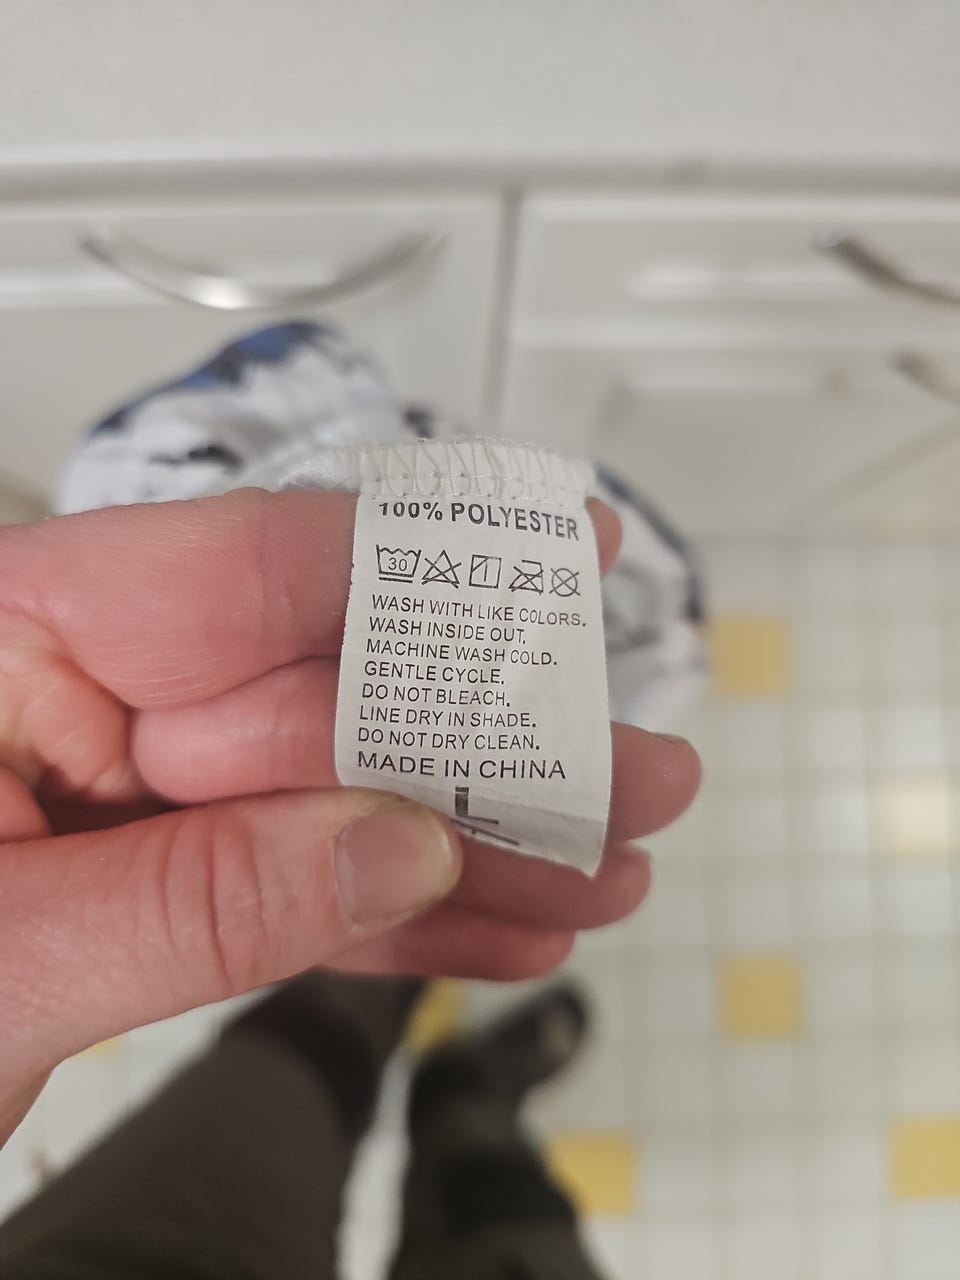 100% POLYESTER
30
WASH WITH LIKE COLORS.
WASH INSIDE OUT.
MACHINE WASH COLD.
GENTLE CYCLE.
DO NOT BLEACH.
LINE DRY IN SHADE.
DO NOT DRY CLEAN.
MADE IN CHINA